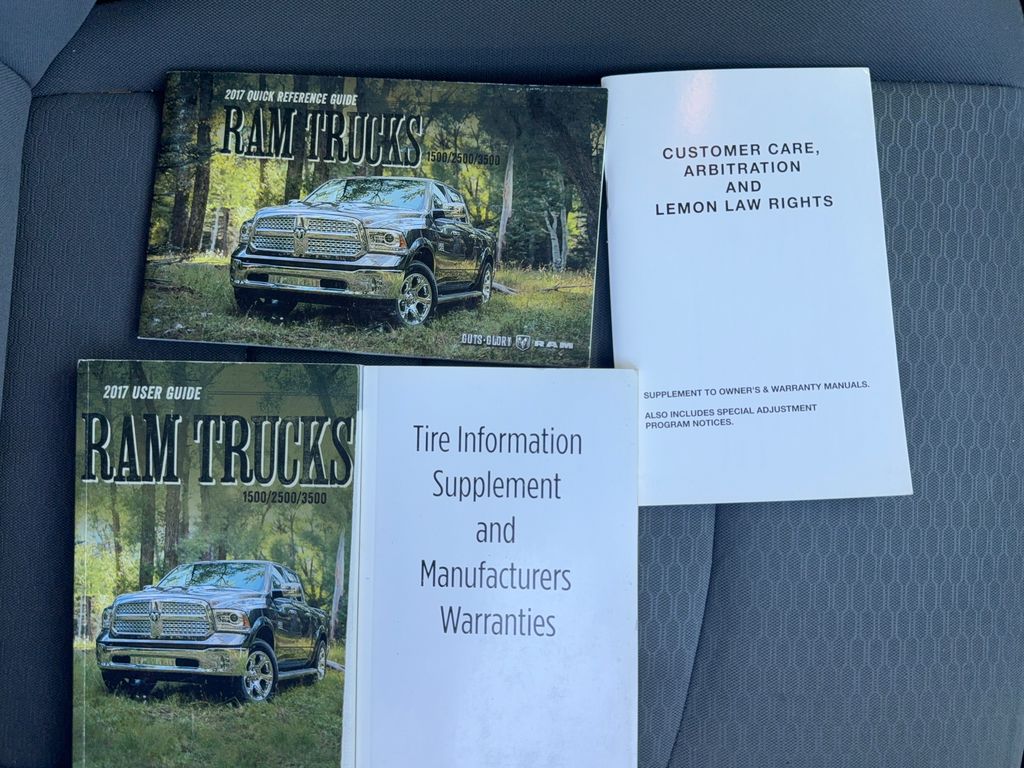 2017 QUICK REFERENCE GUIDE
RAM TRUCKS
1500/2500/3500
GUTS·GLORY RAM
CUSTOMER CARE,
ARBITRATION
AND
LEMON LAW RIGHTS
SUPPLEMENT TO OWNER'S & WARRANTY MANUALS.
ALSO INCLUDES SPECIAL ADJUSTMENT
PROGRAM NOTICES.
2017 USER GUIDE
RAM TRUCKS
1500/2500/3500
Tire Information
Supplement
and
Manufacturers
Warranties